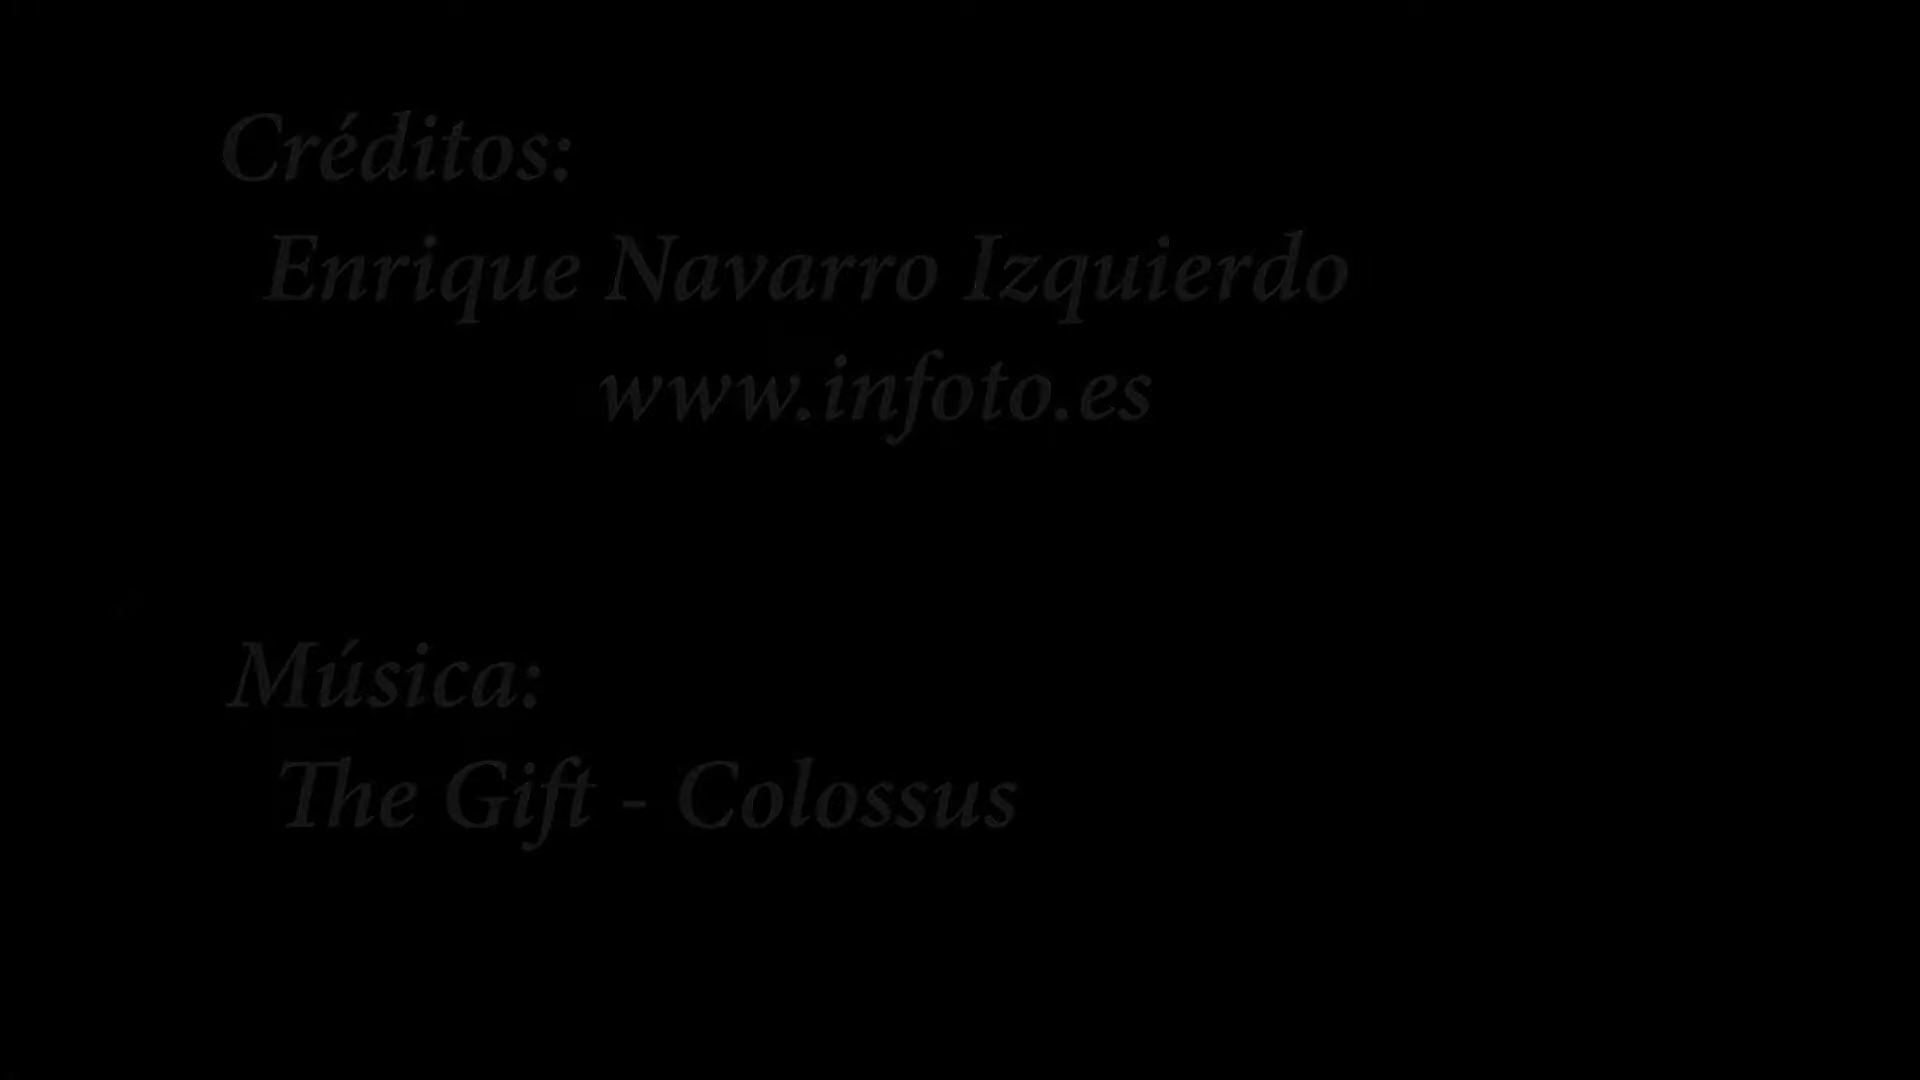 Créditos:
Enrique Navarro Izquierdo
www.infoto.es
Música:
The Gift - Colossus